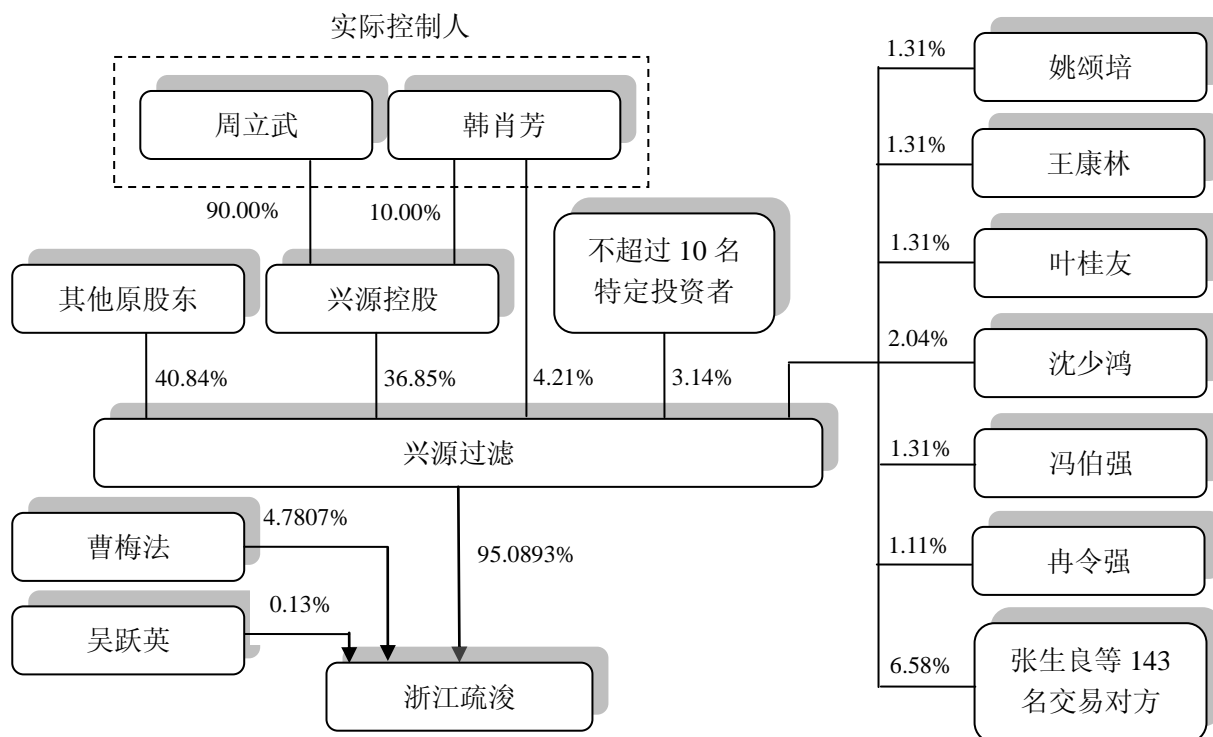 实际控制人
周立武
韩肖芳
90.00%
10.00%
不超过 10 名
特定投资者
其他原股东
兴源控股
40.84%
36.85%
4.21%
3.14%
兴源过滤
曹梅法
4.7807%
95.0893%
吴跃英
0.13%
浙江疏浚
1.31%
姚颂培
1.31%
王康林
1.31%
叶桂友
2.04%
沈少鸿
1.31%
冯伯强
1.11%
冉令强
6.58%
张生良等 143
名交易对方